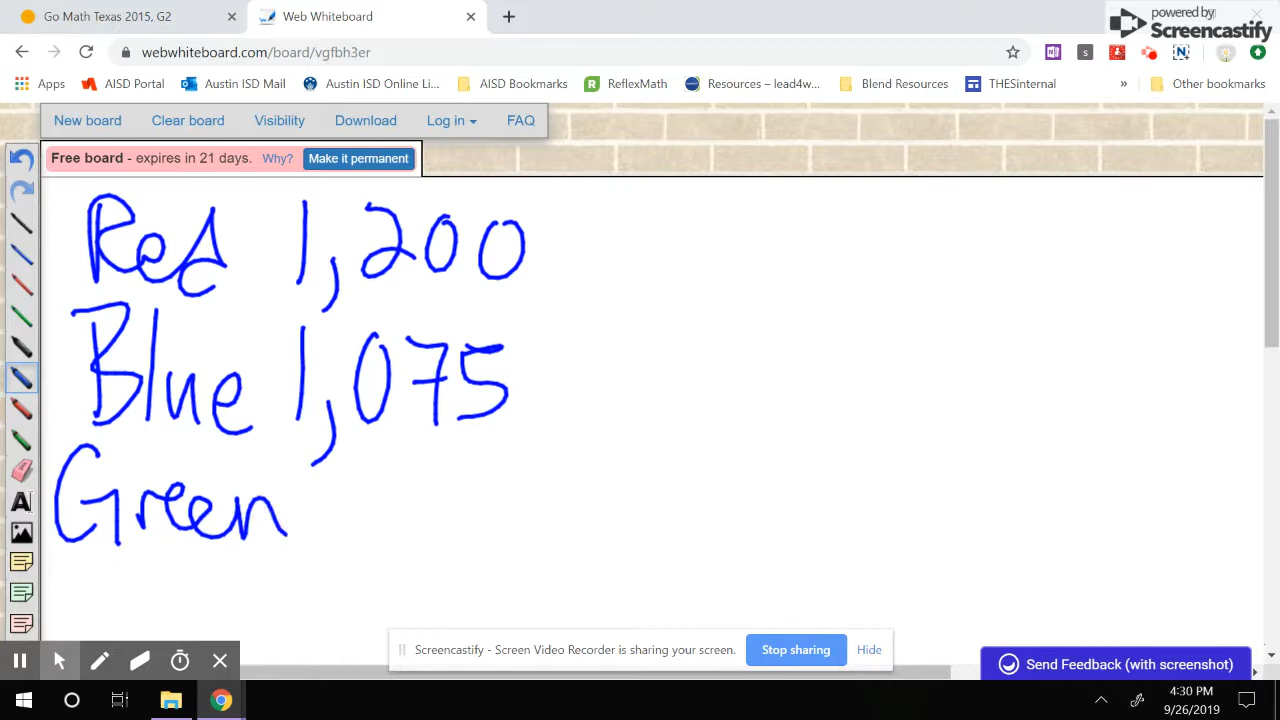 Go Math Texas 2015, G2
Web Whiteboard
powered by
Screencastify
webwhiteboard.com/board/vgfbh3er
Apps AISD Portal Austin ISD Mail Austin ISD Online Li... AISD Bookmarks ReflexMath Resources – lead4w... Blend Resources THESinternal » Other bookmarks
New board Clear board Visibility Download Log in FAQ
Free board - expires in 21 days. Why? Make it permanent
Red 1,200
Blue 1,075
Green
A
Screencastify - Screen Video Recorder is sharing your screen. Stop sharing Hide
Send Feedback (with screenshot)
4:30 PM
9/26/2019